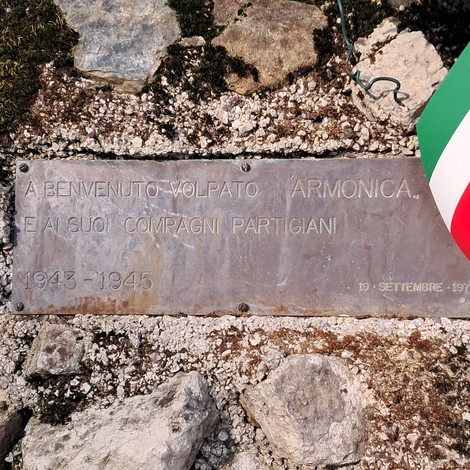 A BENVENUTO VOLPATO "ARMONICA„
E AI SUOI COMPAGNI PARTIGIANI
1943-1945
19·SETTEMBRE·197